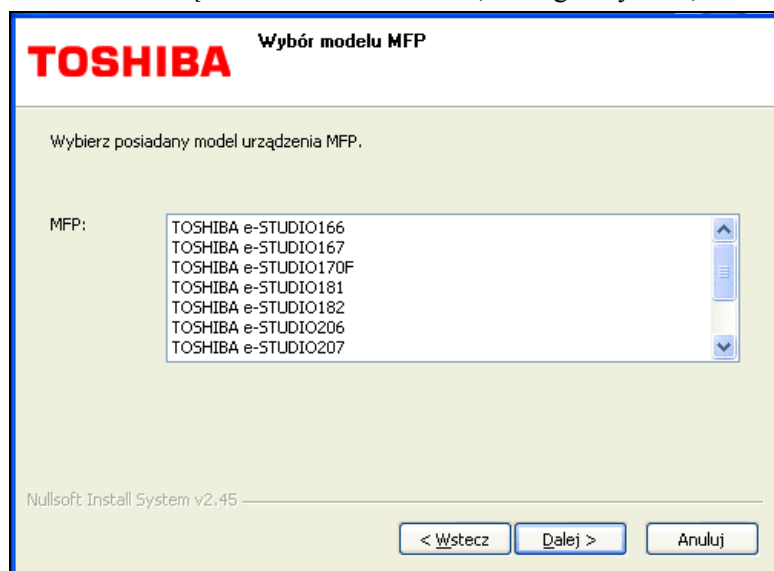 Wybór modelu MFP
TOSHIBA
Wybierz posiadany model urządzenia MFP.
MFP:
TOSHIBA e-STUDIO166
TOSHIBA e-STUDIO167
TOSHIBA e-STUDIO170F
TOSHIBA e-STUDIO181
TOSHIBA e-STUDIO182
TOSHIBA e-STUDIO206
TOSHIBA e-STUDIO207
Nullsoft Install System v2.45
< Wstecz Dalej > Anuluj